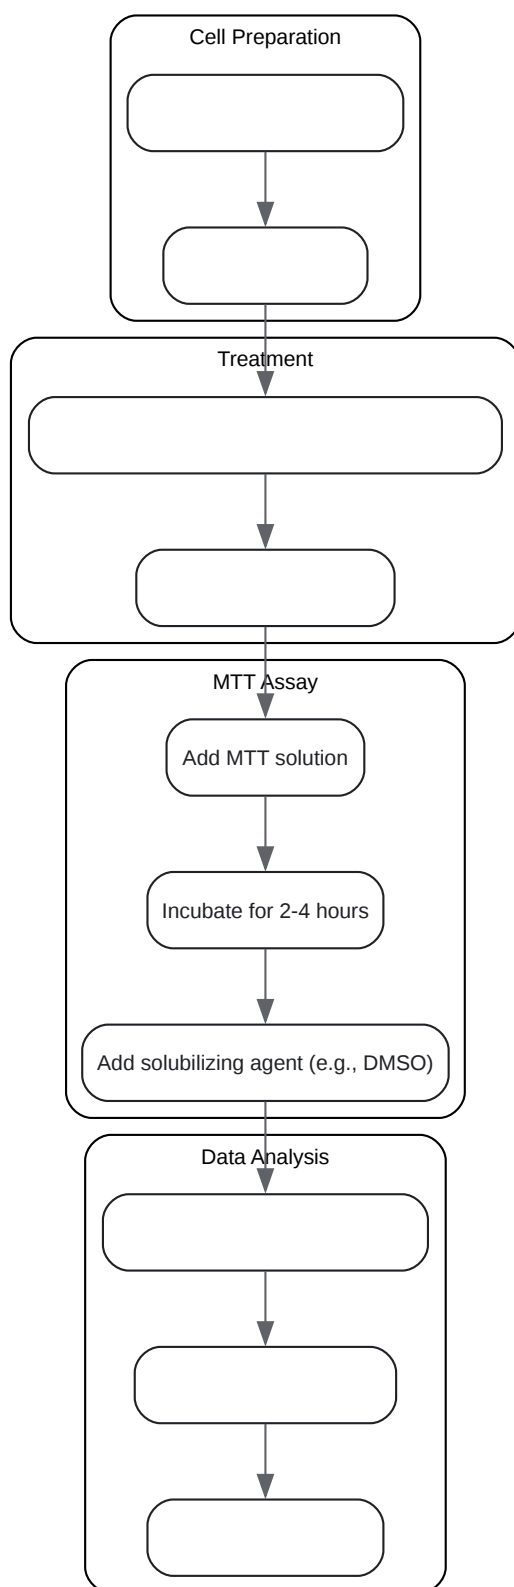 Cell Preparation
Treatment
MTT Assay
Add MTT solution
Incubate for 2-4 hours
Add solubilizing agent (e.g., DMSO)
Data Analysis